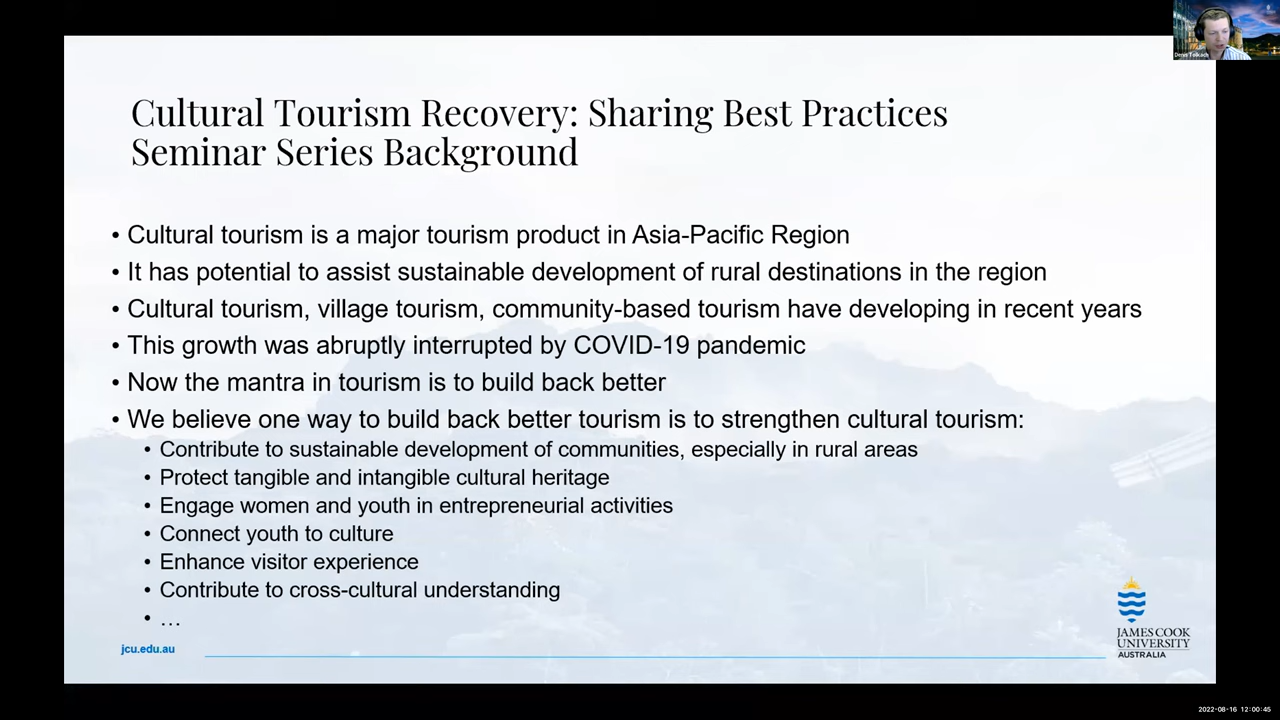 Denis Tolkach
Cultural Tourism Recovery: Sharing Best Practices
Seminar Series Background
• Cultural tourism is a major tourism product in Asia-Pacific Region
• It has potential to assist sustainable development of rural destinations in the region
• Cultural tourism, village tourism, community-based tourism have developing in recent years
• This growth was abruptly interrupted by COVID-19 pandemic
• Now the mantra in tourism is to build back better
• We believe one way to build back better tourism is to strengthen cultural tourism:
• Contribute to sustainable development of communities, especially in rural areas
• Protect tangible and intangible cultural heritage
• Engage women and youth in entrepreneurial activities
• Connect youth to culture
• Enhance visitor experience
• Contribute to cross-cultural understanding
• …
jcu.edu.au
JAMES COOK
UNIVERSITY
AUSTRALIA
2022-08-16 12:00:45